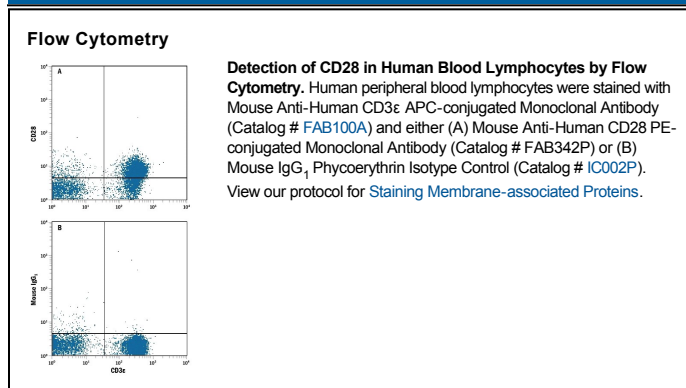 Flow Cytometry
Detection of CD28 in Human Blood Lymphocytes by Flow
Cytometry. Human peripheral blood lymphocytes were stained with
Mouse Anti-Human CD3ε APC-conjugated Monoclonal Antibody
(Catalog # FAB100A) and either (A) Mouse Anti-Human CD28 PE-
conjugated Monoclonal Antibody (Catalog # FAB342P) or (B)
Mouse IgG₁ Phycoerythrin Isotype Control (Catalog # IC002P).
View our protocol for Staining Membrane-associated Proteins.
A
CD28
B
Mouse IgG₁
CD3ε